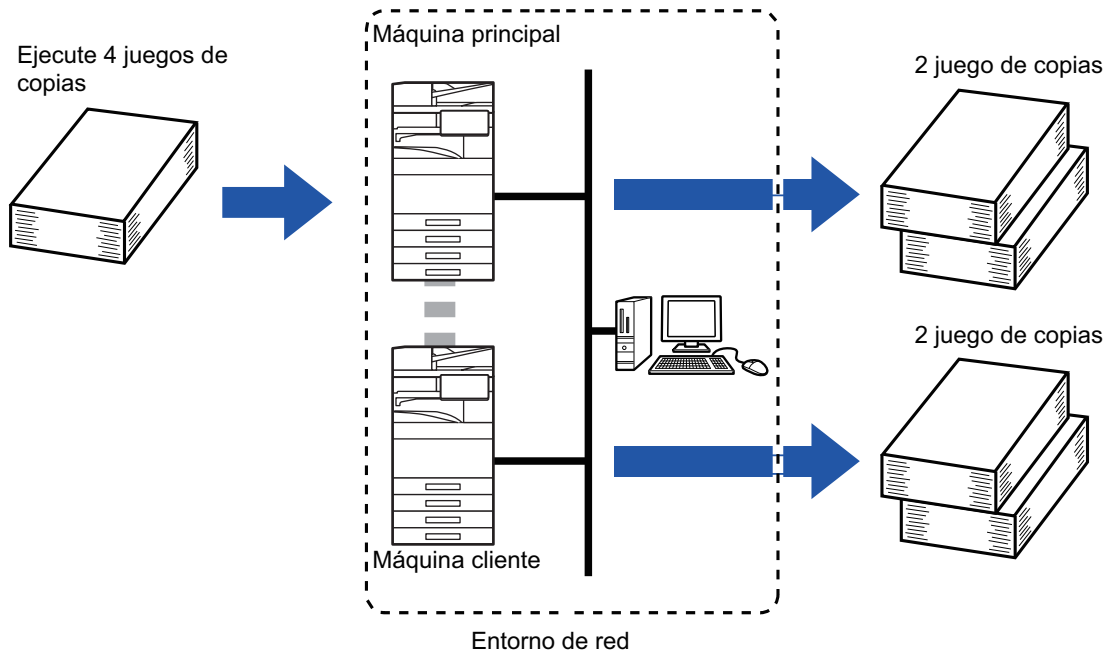 Máquina principal
Ejecute 4 juegos de
copias
2 juego de copias
2 juego de copias
Máquina cliente
Entorno de red